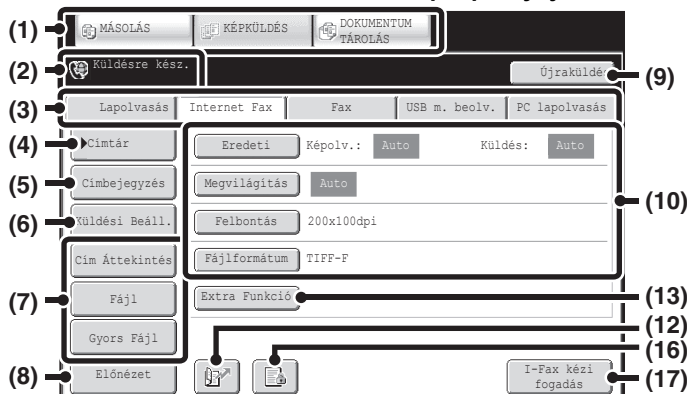 (1)
MÁSOLÁS
KÉPKÜLDÉS
DOKUMENTUM
TÁROLÁS
(2)
Küldésre kész.
Újraküldés
(9)
(3)
Lapolvasás
Internet Fax
Fax
USB m. beolv.
PC lapolvasás
(4)
Címtár
Eredeti
Képolv.:
Auto
Küldés:
Auto
(5)
Címbejegyzés
Megvilágítás
Auto
(10)
(6)
Küldési Beáll.
Felbontás
200x100dpi
Cím Áttekintés
Fájlformátum
TIFF-F
(7)
Fájl
Extra Funkció
(13)
Gyors Fájl
(12)
(16)
(8)
Előnézet
I-Fax kézi
fogadás
(17)